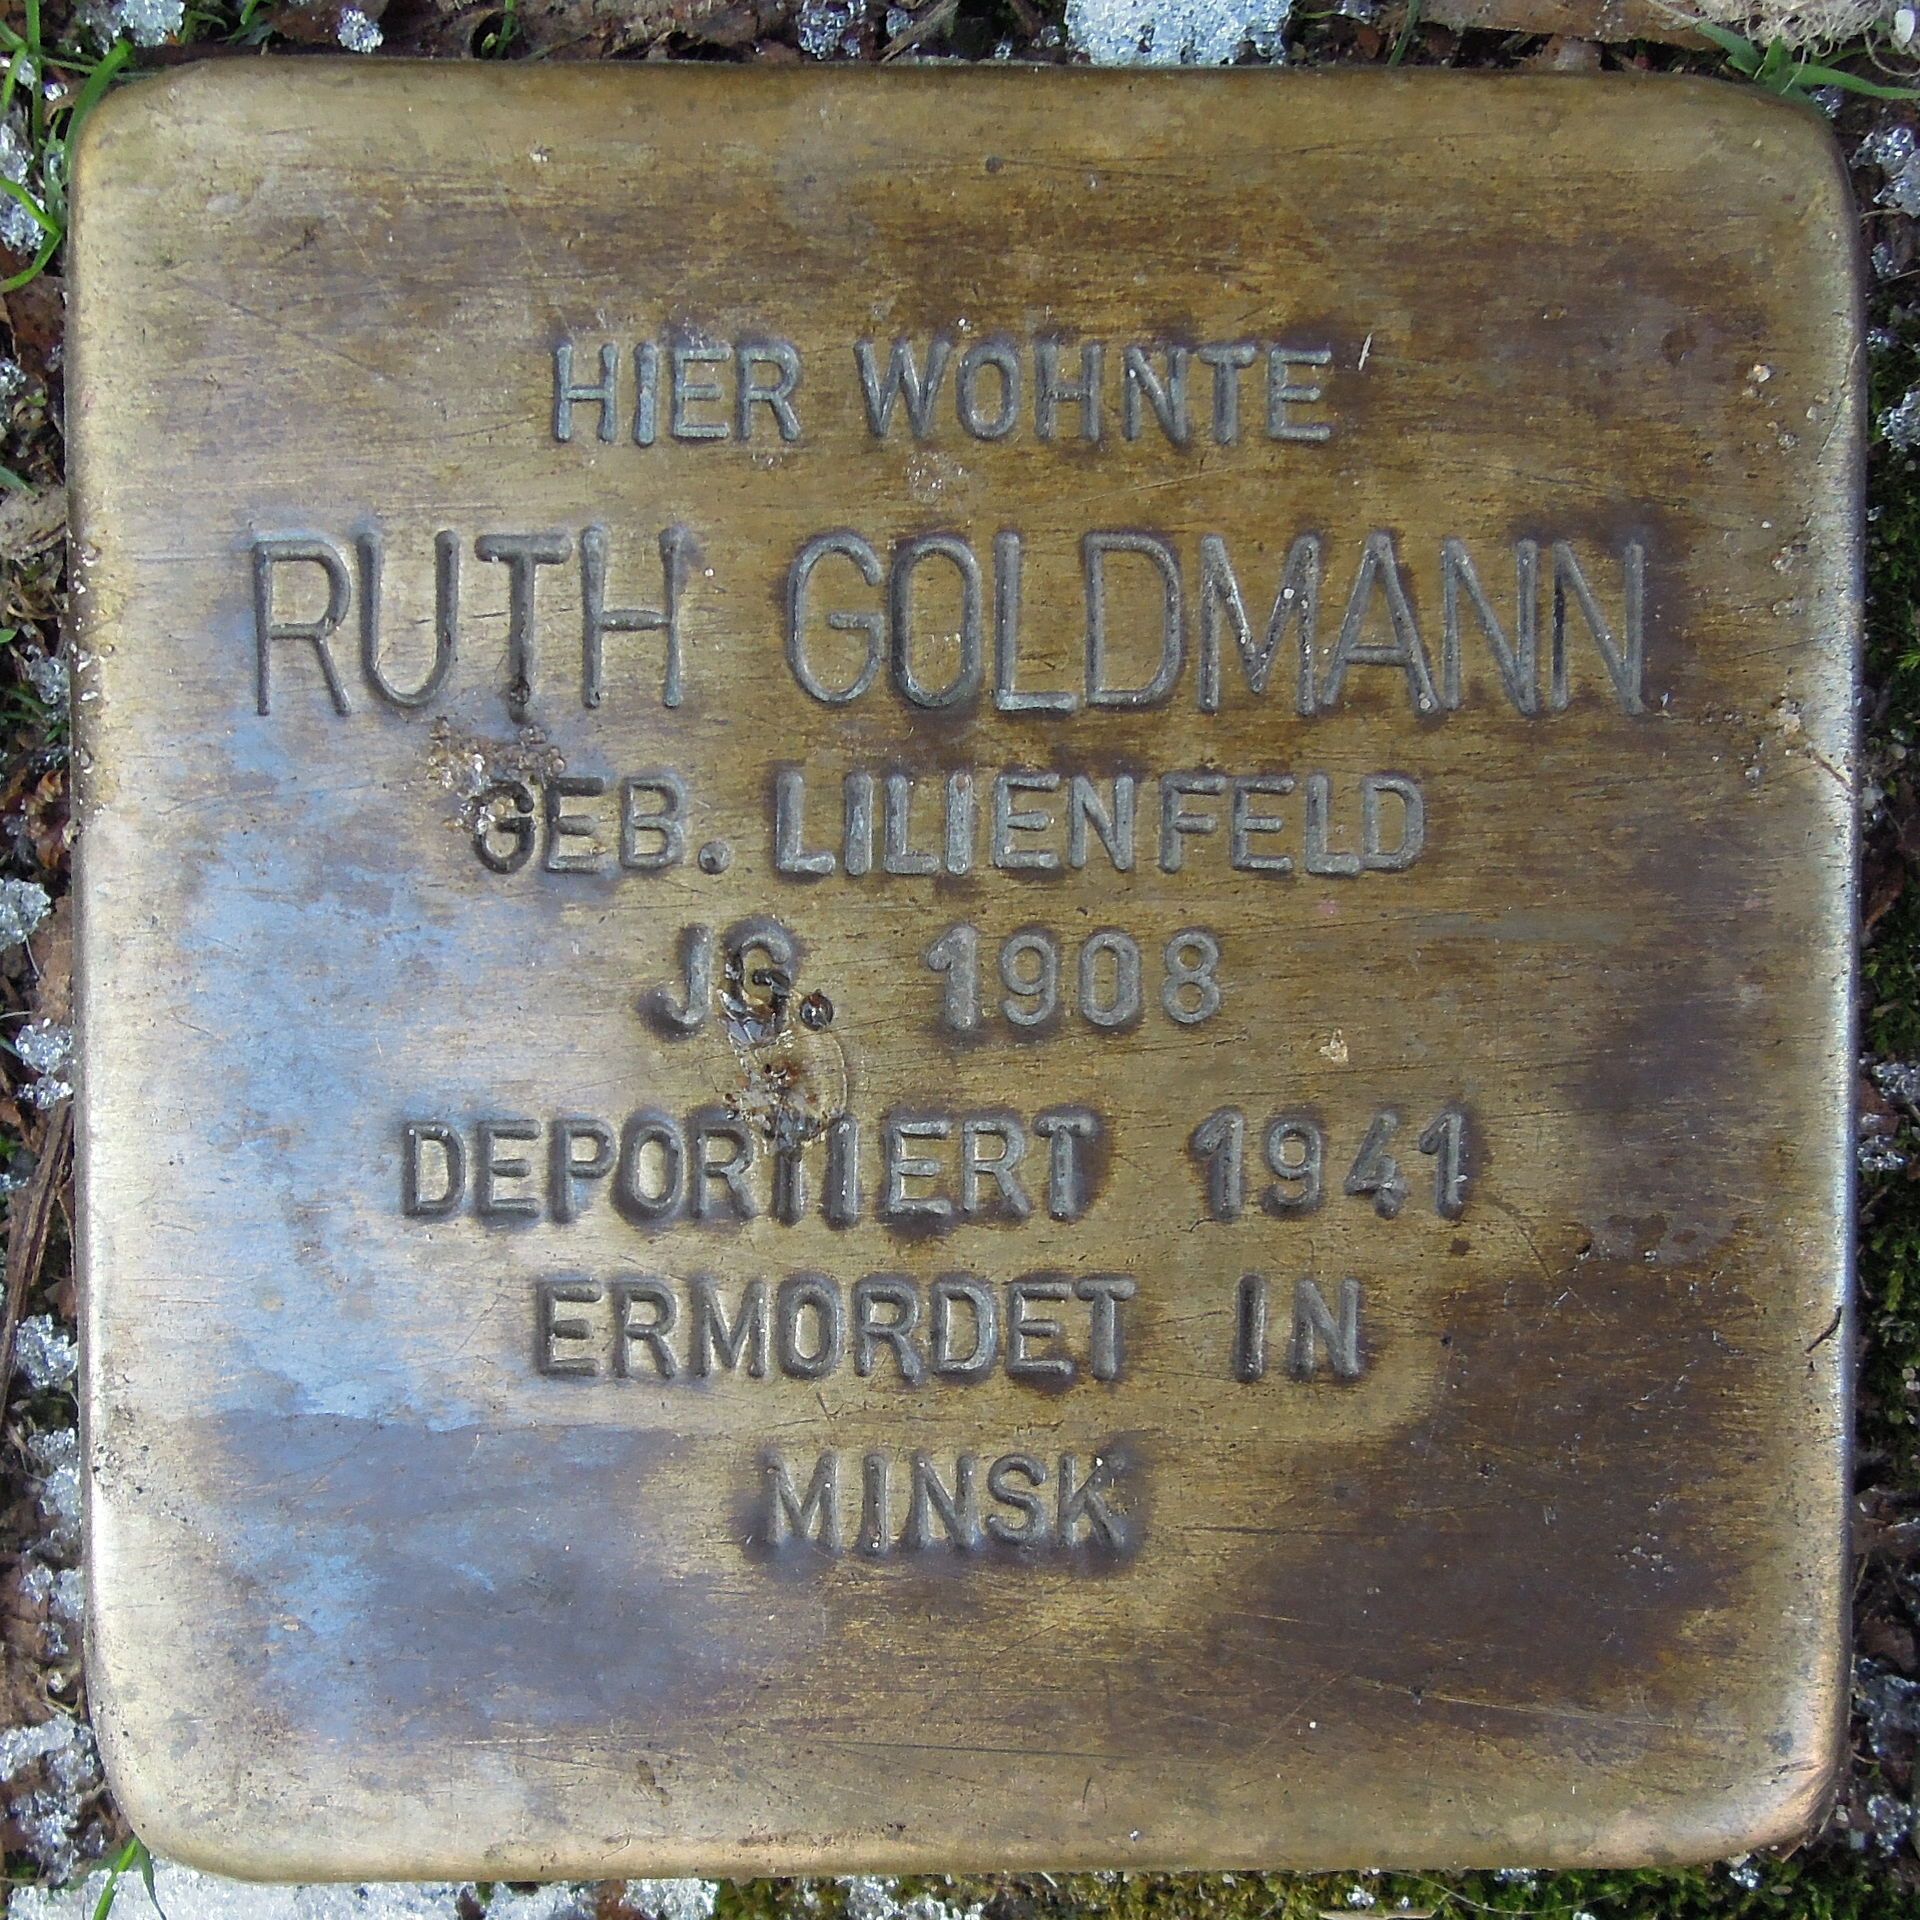 HIER WOHNTE
RUTH GOLDMANN
GEB. LILIENFELD
JG. 1908
DEPORTIERT 1941
ERMORDET IN
MINSK